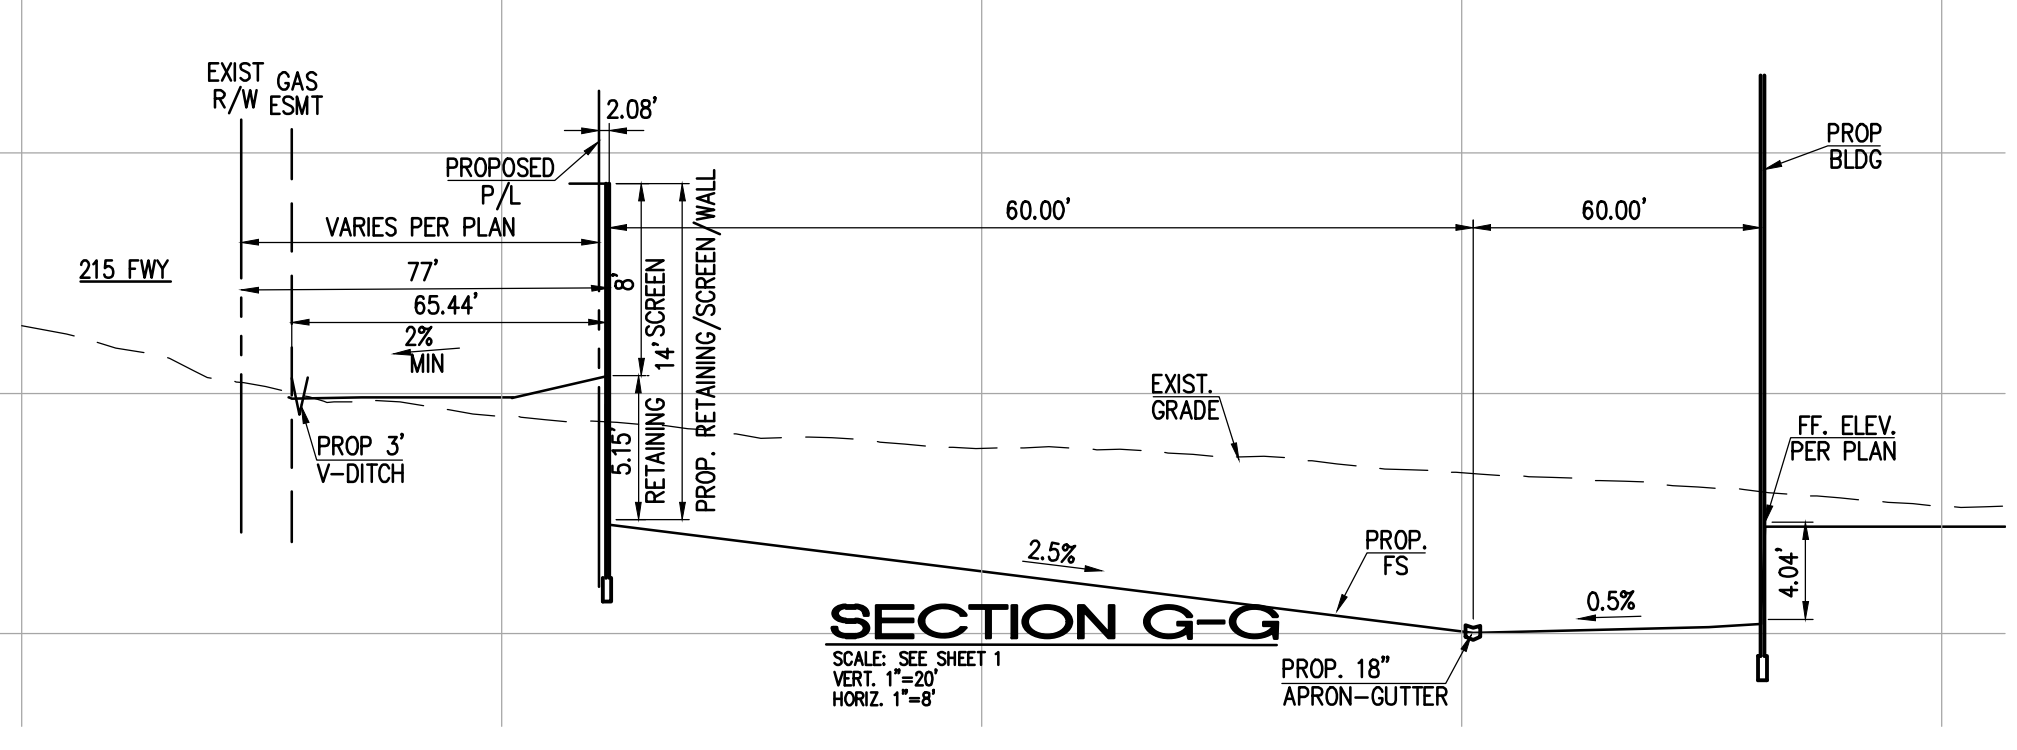 EXIST
R/W
GAS
ESMT
2.08'
PROPOSED
P/L
VARIES PER PLAN
77'
65.44'
2%
MIN
215 FWY
PROP 3'
V-DITCH
8'
SCREEN
14'
5.15'
RETAINING
PROP. RETAINING/SCREEN/WALL
60.00'
60.00'
PROP
BLDG
EXIST.
GRADE
FF. ELEV.
PER PLAN
2.5%
PROP.
FS
0.5%
4.04'
PROP. 18"
APRON-GUTTER
SECTION G-G
SCALE: SEE SHEET 1
VERT. 1"=20'
HORIZ. 1"=8'